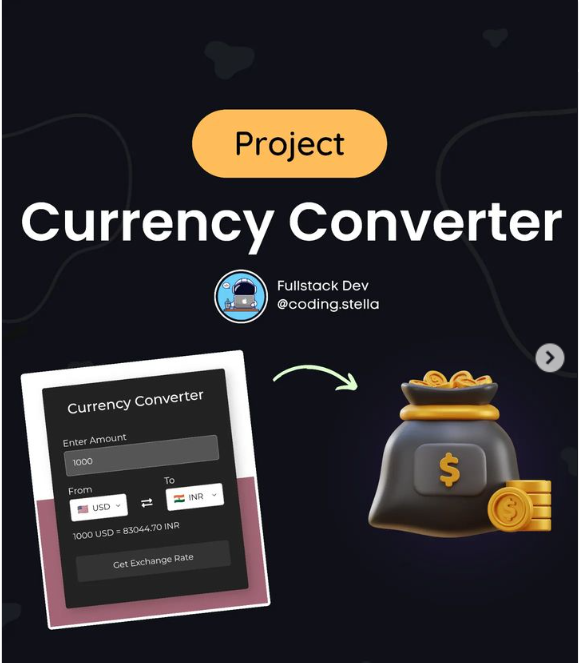 Project
Currency Converter
Fullstack Dev
@coding.stella
Currency Converter
Enter Amount
1000
From
To
USD
INR
1000 USD = 83044.70 INR
Get Exchange Rate
$
$